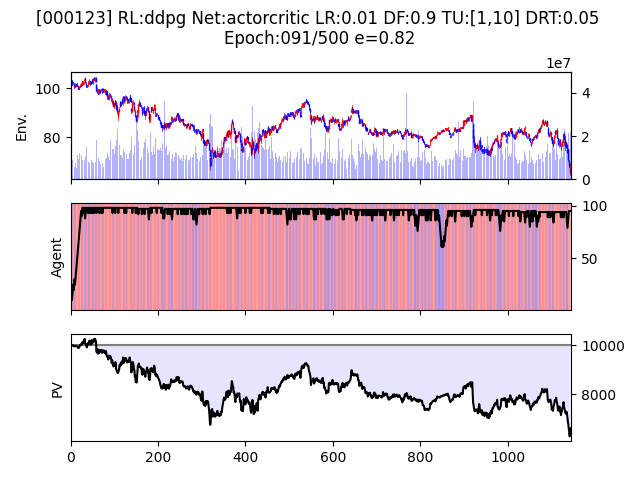 [000123] RL:ddpg Net:actorcritic LR:0.01 DF:0.9 TU:[1,10] DRT:0.05
Epoch:091/500 e=0.82
1e7
Env.
100
80
4
2
0
Agent
100
50
PV
10000
8000
0 200 400 600 800 1000